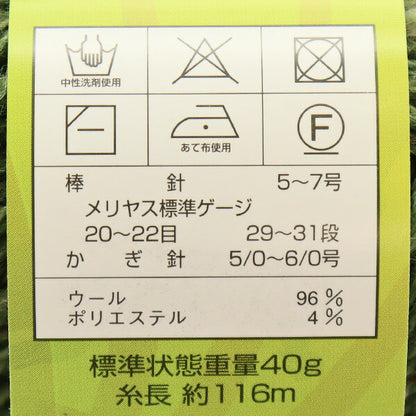 中性洗剤使用
あて布使用
F
棒 針 5〜7号
メリヤス標準ゲージ
20〜22目 29〜31段
かぎ針 5/0〜6/0号
ウール 96%
ポリエステル 4%
標準状態重量40g
糸長 約116m